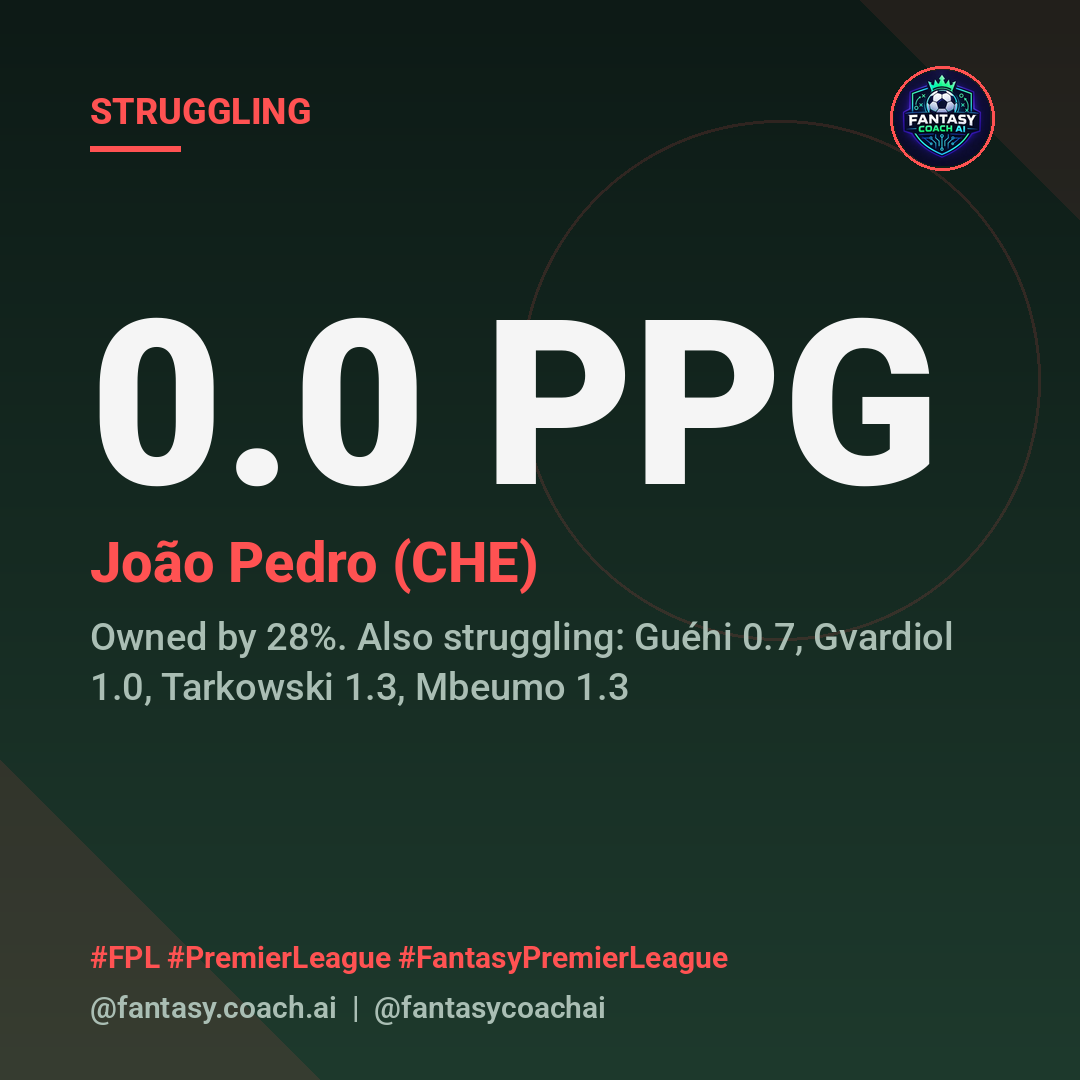 STRUGGLING
FANTASY
COACH AI
0.0 PPG
João Pedro (CHE)
Owned by 28%. Also struggling: Guéhi 0.7, Gvardiol
1.0, Tarkowski 1.3, Mbeumo 1.3
#FPL #PremierLeague #FantasyPremierLeague
@fantasy.coach.ai | @fantasycoachai